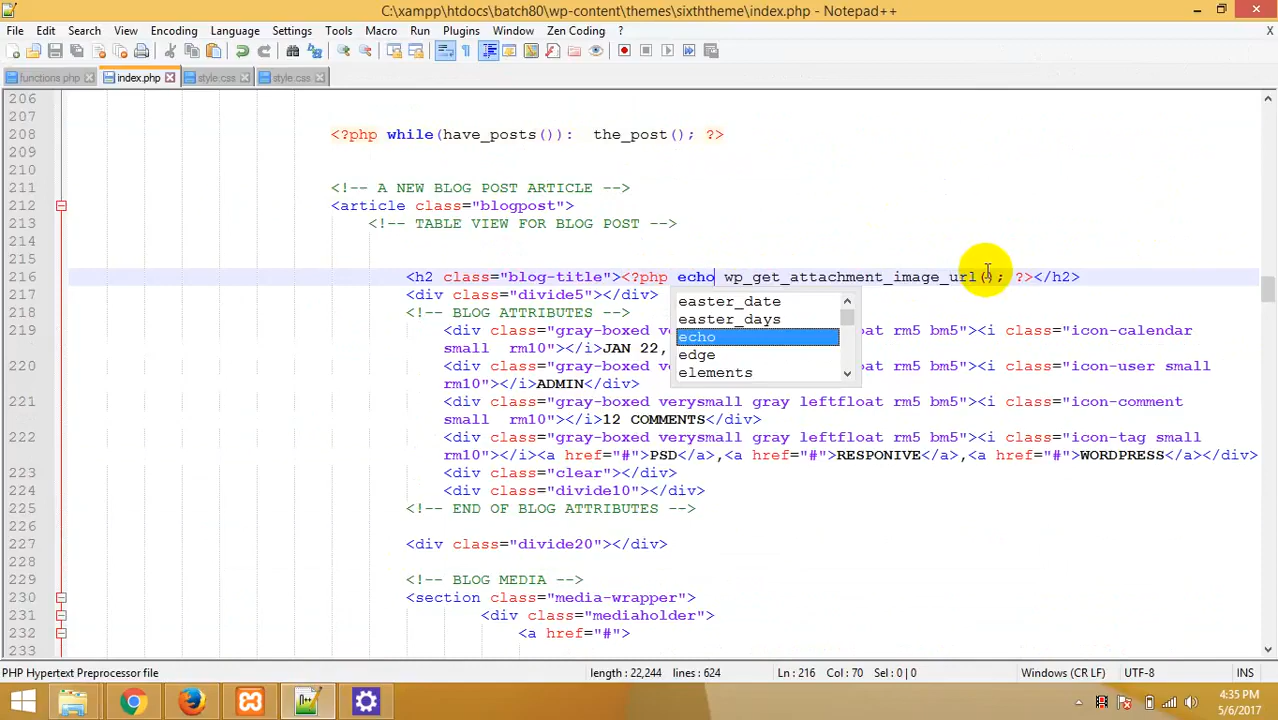 C:\xampp\htdocs\batch80\wp-content\themes\sixththeme\index.php - Notepad++
File Edit Search View Encoding Language Settings Tools Macro Run Plugins Window Zen Coding ? X
functions.php index.php style.css style.css
206
207
208 <?php while(have_posts()): the_post(); ?>
209
210
211 <!-- A NEW BLOG POST ARTICLE -->
212 <article class="blogpost">
213 <!-- TABLE VIEW FOR BLOG POST -->
214
215
216 <h2 class="blog-title"><?php echo wp_get_attachment_image_url(); ?></h2>
217 <div class="divide5"></div>
easter_date
218 <!-- BLOG ATTRIBUTES -->
easter_days
219 <div class="gray-boxed
echo
leftfloat rm5 bm5"><i class="icon-calendar
small rm10"></i>JAN 22,
edge
220 <div class="gray-boxed
elements
leftfloat rm5 bm5"><i class="icon-user small
rm10"></i>ADMIN</div>
221 <div class="gray-boxed verysmall gray leftfloat rm5 bm5"><i class="icon-comment
small rm10"></i>12 COMMENTS</div>
222 <div class="gray-boxed verysmall gray leftfloat rm5 bm5"><i class="icon-tag small
rm10"></i><a href="#">PSD</a>,<a href="#">RESPONIVE</a>,<a href="#">WORDPRESS</a></div>
223 <div class="clear"></div>
224 <div class="divide10"></div>
225 <!-- END OF BLOG ATTRIBUTES -->
226
227 <div class="divide20"></div>
228
229 <!-- BLOG MEDIA -->
230 <section class="media-wrapper">
231 <div class="mediaholder">
232 <a href="#">
233
PHP Hypertext Preprocessor file length : 22,244 lines : 624 Ln : 216 Col : 70 Sel : 0 | 0 Windows (CR LF) UTF-8 INS
4:35 PM
5/6/2017